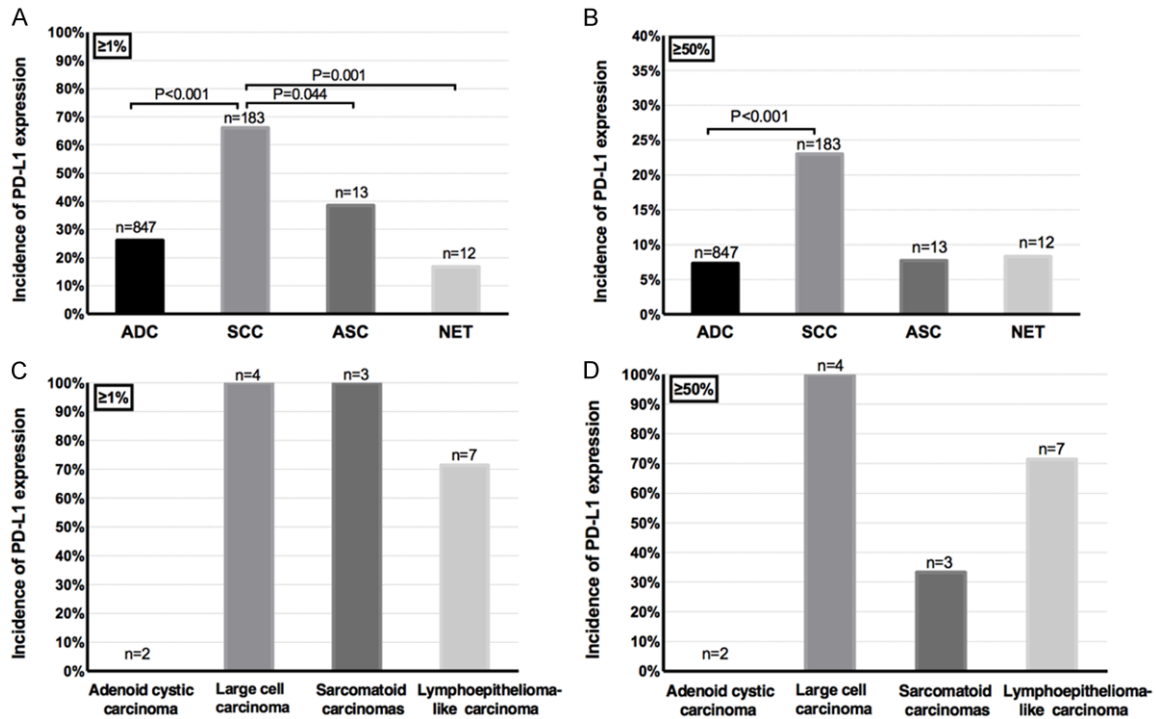 A
≥1%
Incidence of PD-L1 expression
100%
90%
80%
70%
60%
50%
40%
30%
20%
10%
0%
P=0.001
P<0.001
P=0.044
n=847
n=183
n=13
n=12
ADC
SCC
ASC
NET
B
≥50%
Incidence of PD-L1 expression
40%
35%
30%
25%
20%
15%
10%
5%
0%
P<0.001
n=847
n=183
n=13
n=12
ADC
SCC
ASC
NET
C
≥1%
Incidence of PD-L1 expression
100%
90%
80%
70%
60%
50%
40%
30%
20%
10%
0%
n=2
n=4
n=3
n=7
Adenoid cystic
carcinoma
Large cell
carcinoma
Sarcomatoid
carcinomas
Lymphoepithelioma-
like carcinoma
D
≥50%
Incidence of PD-L1 expression
100%
90%
80%
70%
60%
50%
40%
30%
20%
10%
0%
n=2
n=4
n=3
n=7
Adenoid cystic
carcinoma
Large cell
carcinoma
Sarcomatoid
carcinomas
Lymphoepithelioma-
like carcinoma